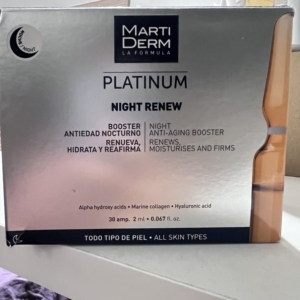 MARTI
DERM
LA FORMULA
PLATINUM
NIGHT RENEW
BOOSTER
ANTIEDAD NOCTURNO
RENUEVA,
HIDRATA Y REAFIRMA
NIGHT
ANTI-AGING BOOSTER
RENEWS,
MOISTURISES AND FIRMS
Alpha hydroxy acids • Marine collagen • Hyaluronic acid
30 amp. 2 ml • 0.067 fl. oz.
TODO TIPO DE PIEL • ALL SKIN TYPES